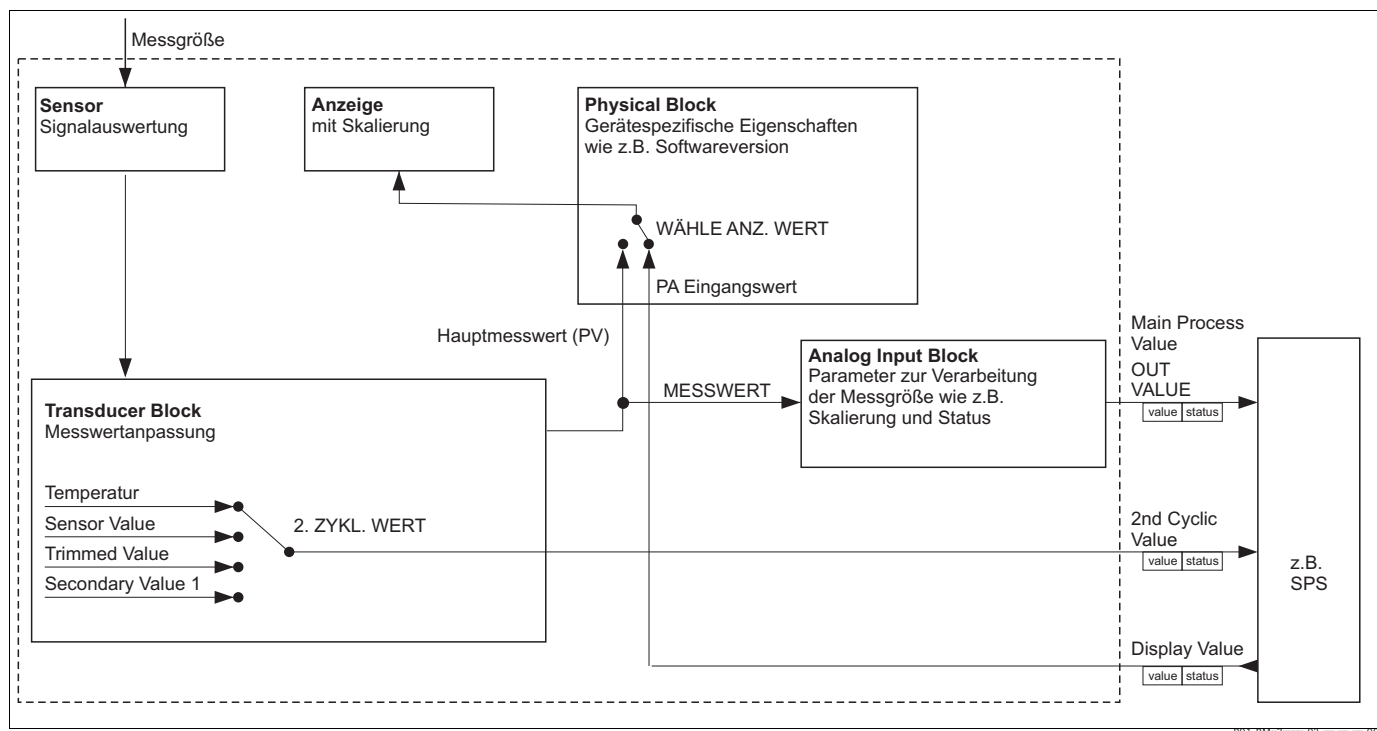 Messgröße
Sensor
Signalauswertung
Anzeige
mit Skalierung
Physical Block
Gerätespezifische Eigenschaften
wie z.B. Softwareversion
WÄHLE ANZ. WERT
PA Eingangswert
Hauptmesswert (PV)
Transducer Block
Messwertanpassung
Temperatur
Sensor Value
Trimmed Value
Secondary Value 1
2. ZYKL. WERT
MESSWERT
Analog Input Block
Parameter zur Verarbeitung
der Messgröße wie z.B.
Skalierung und Status
Main Process
Value
OUT
VALUE
value status
2nd Cyclic
Value
value status
Display Value
value status
z.B.
SPS